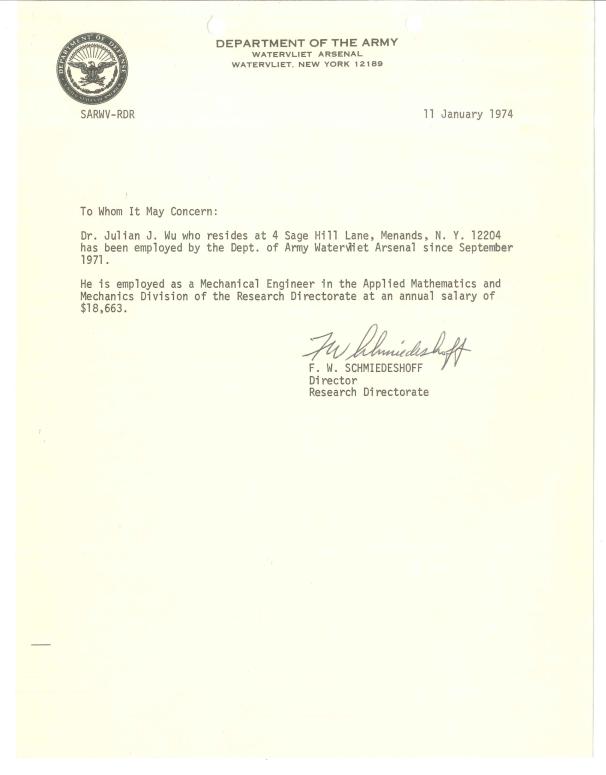 DEPARTMENT OF DEFENSE
DEPARTMENT OF THE ARMY
WATERVLIET ARSENAL
WATERVLIET, NEW YORK 12189
SARWV-RDR
11 January 1974
To Whom It May Concern:
Dr. Julian J. Wu who resides at 4 Sage Hill Lane, Menands, N. Y. 12204
has been employed by the Dept. of Army Watervliet Arsenal since September
1971.
He is employed as a Mechanical Engineer in the Applied Mathematics and
Mechanics Division of the Research Directorate at an annual salary of
$18,663.
FW Schmiedeshoff
F. W. SCHMIEDESHOFF
Director
Research Directorate